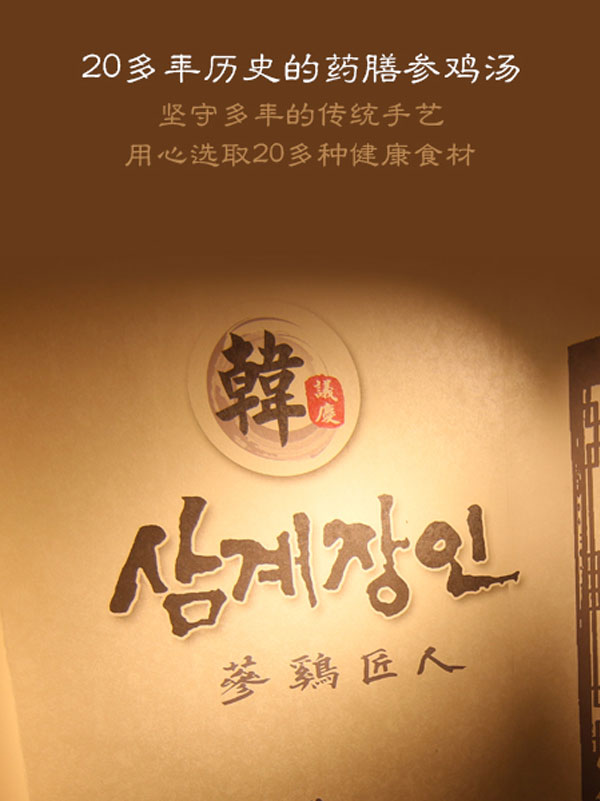 20多年历史的药膳参鸡汤
坚守多年的传统手艺
用心选取20多种健康食材
韓
議慶
삼계장인
蔘鷄匠人